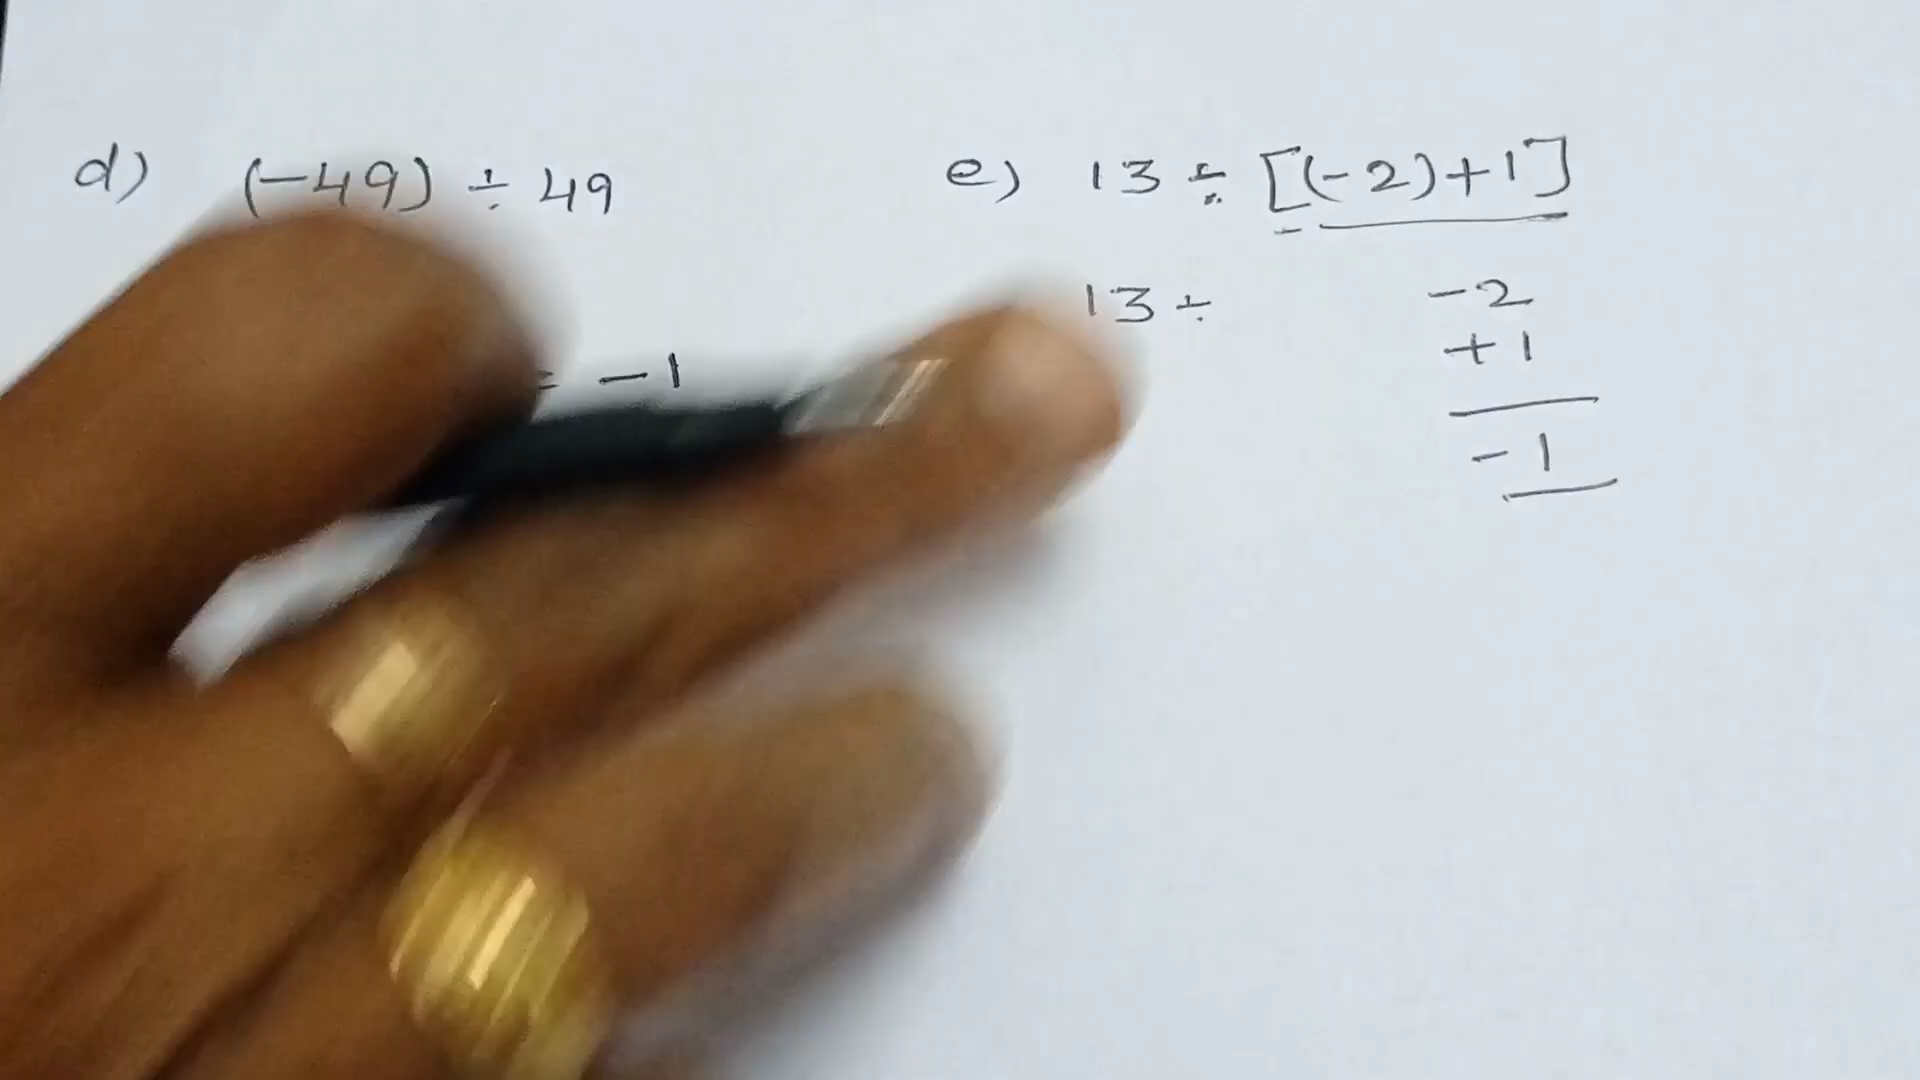 d) (-49) ÷ 49
= -1
e) 13 ÷ [(-2)+1]
13 ÷
-2
+1
-1